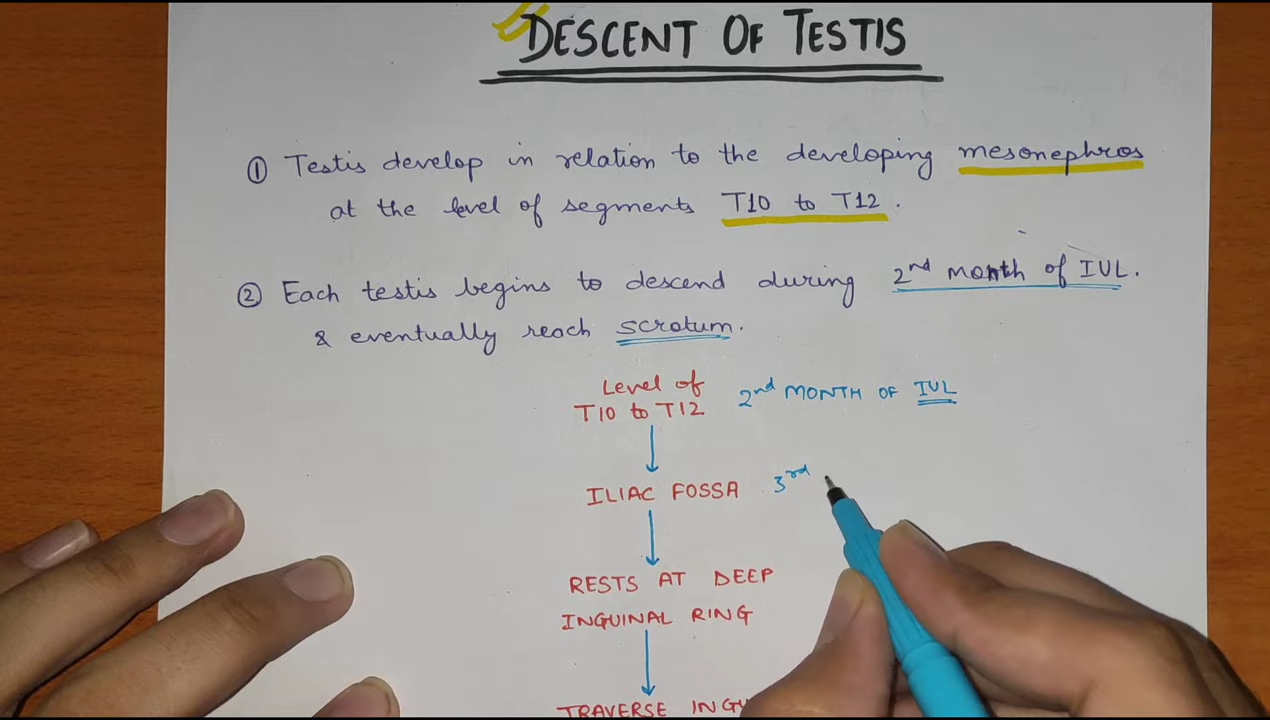 DESCENT OF TESTIS
① Testis develop in relation to the developing mesonephros
at the level of segments T10 to T12.
② Each testis begins to descend during 2nd month of IUL.
& eventually reach scrotum.
Level of
T10 to T12 2nd MONTH OF IUL
ILIAC FOSSA 3rd
RESTS AT DEEP
INGUINAL RING
TRAVERSE